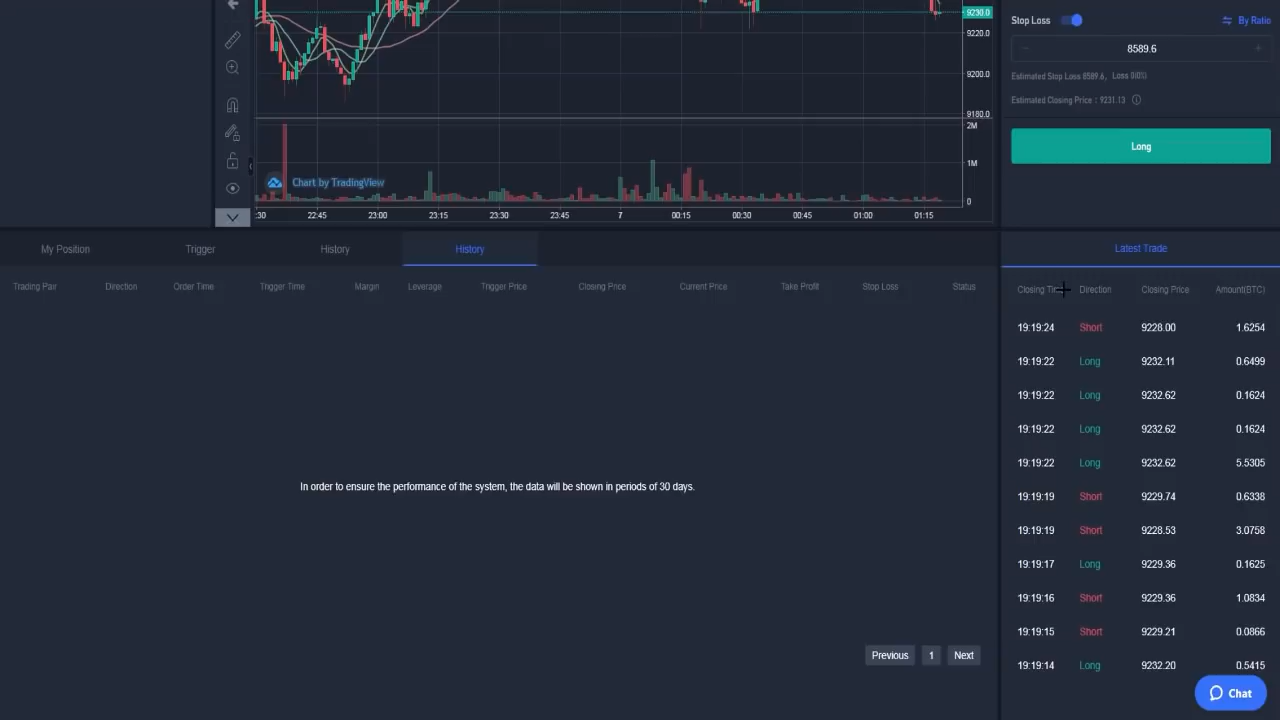 9230.0
9220.0
9200.0
9180.0
2M
1M
0
Chart by TradingView
:30 22:45 23:00 23:15 23:30 23:45 7 00:15 00:30 00:45 01:00 01:15
Stop Loss By Ratio
- 8589.6 +
Estimated Stop Loss 8589.6, Loss 0(0%)
Estimated Closing Price : 9231.13
Long
My Position Trigger History History
Trading Pair Direction Order Time Trigger Time Margin Leverage Trigger Price Closing Price Current Price Take Profit Stop Loss Status
In order to ensure the performance of the system, the data will be shown in periods of 30 days.
Previous 1 Next
Latest Trade
Closing Time Direction Closing Price Amount(BTC)
19:19:24 Short 9228.00 1.6254
19:19:22 Long 9232.11 0.6499
19:19:22 Long 9232.62 0.1624
19:19:22 Long 9232.62 0.1624
19:19:22 Long 9232.62 5.5305
19:19:19 Short 9229.74 0.6338
19:19:19 Short 9228.53 3.0758
19:19:17 Long 9229.36 0.1625
19:19:16 Short 9229.36 1.0834
19:19:15 Short 9229.21 0.0866
19:19:14 Long 9232.20 0.5415
Chat